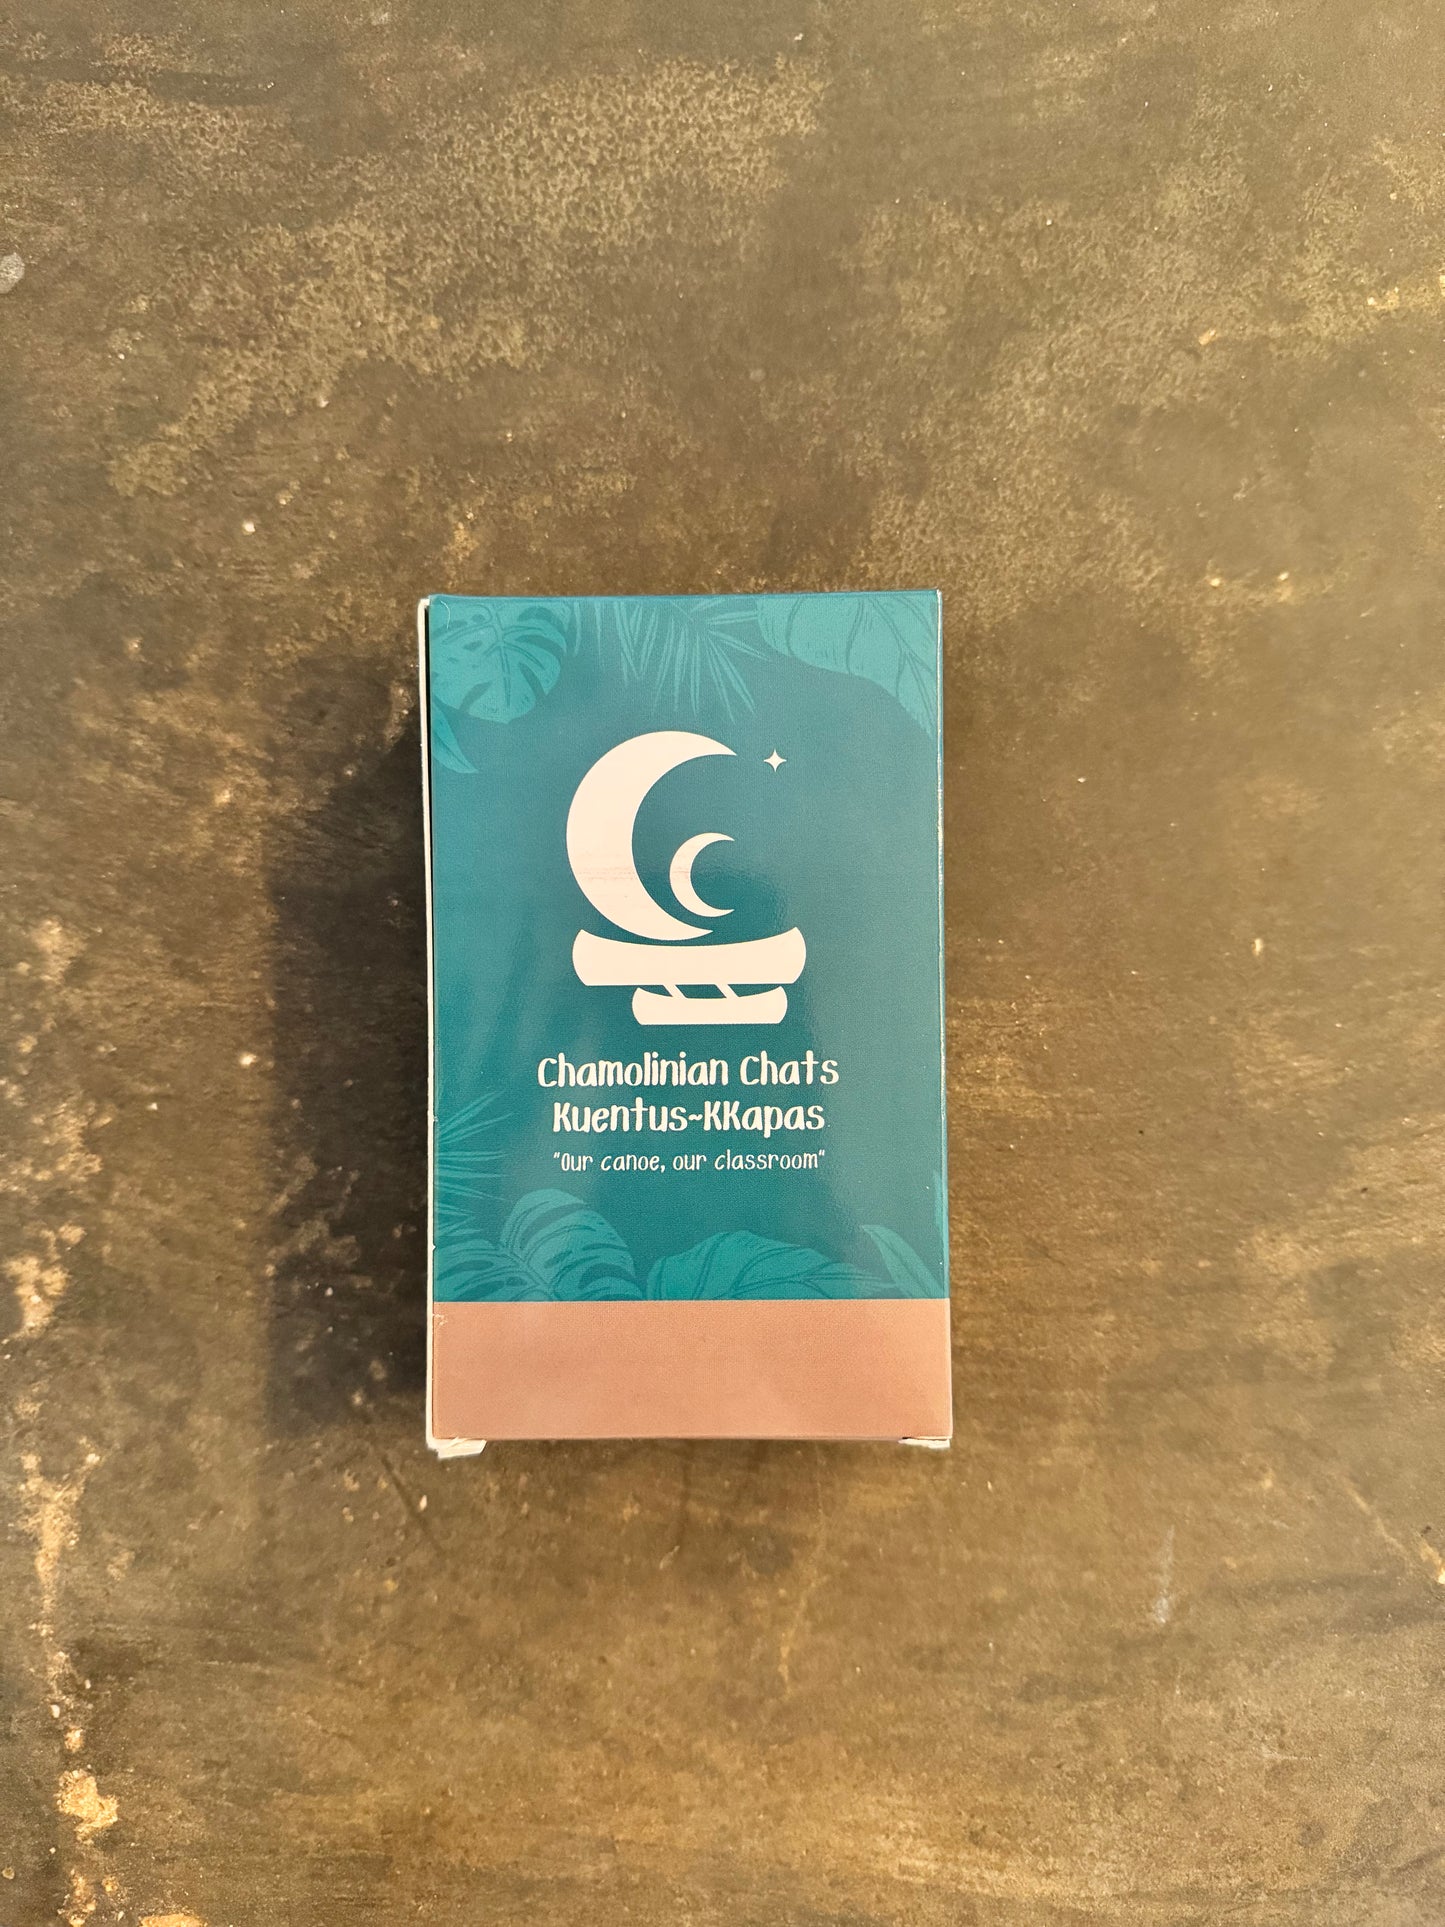 Chamolinian Chats
Kuentus~KKapas
"Our canoe, our classroom"